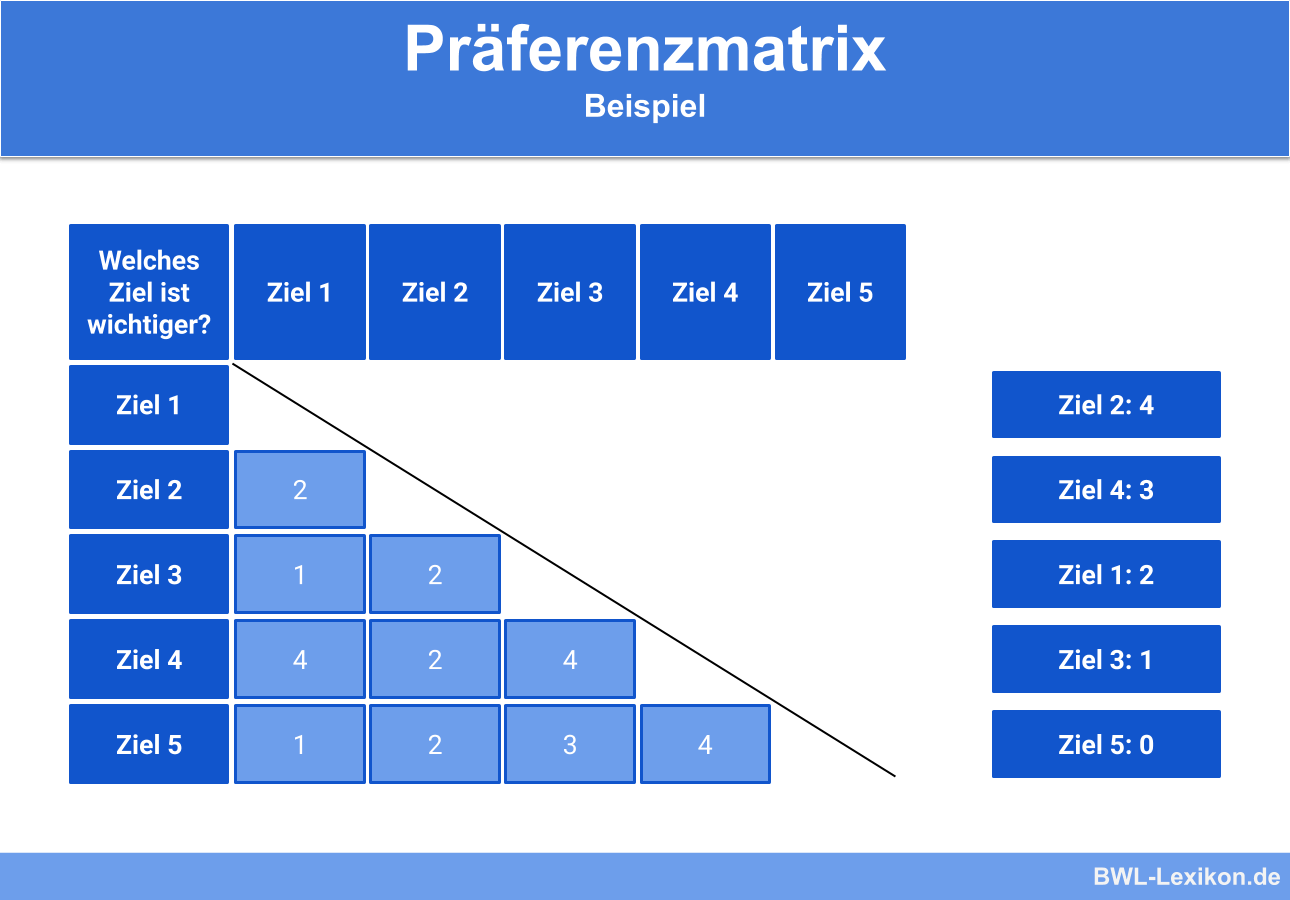 Präferenzmatrix
Beispiel
Welches
Ziel ist
wichtiger?
Ziel 1 Ziel 2 Ziel 3 Ziel 4 Ziel 5
Ziel 1
Ziel 2 2
Ziel 3 1 2
Ziel 4 4 2 4
Ziel 5 1 2 3 4
Ziel 2: 4
Ziel 4: 3
Ziel 1: 2
Ziel 3: 1
Ziel 5: 0
BWL-Lexikon.de